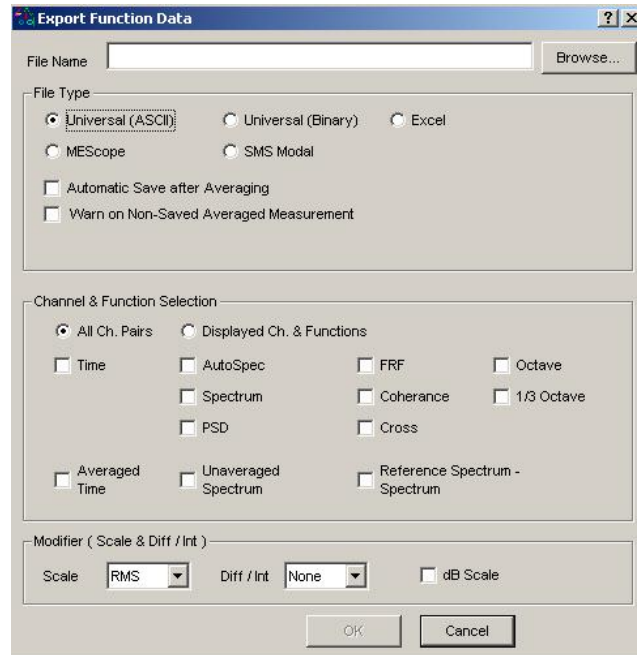 Export Function Data
File Name Browse...
File Type
Universal (ASCII) Universal (Binary) Excel
MEScope SMS Modal
Automatic Save after Averaging
Warn on Non-Saved Averaged Measurement
Channel & Function Selection
All Ch. Pairs Displayed Ch. & Functions
Time AutoSpec FRF Octave
Spectrum Coherance 1/3 Octave
PSD Cross
Averaged Time Unaveraged Spectrum Reference Spectrum - Spectrum
Modifier ( Scale & Diff / Int )
Scale RMS Diff / Int None dB Scale
OK Cancel